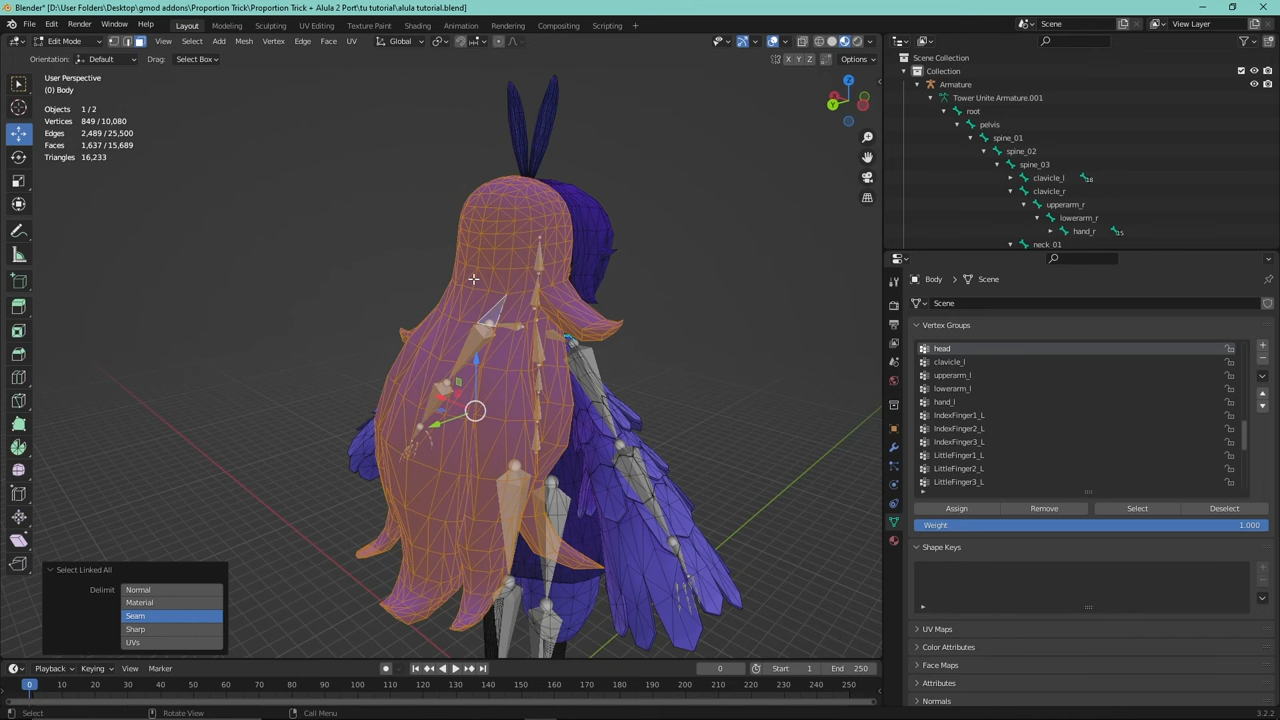 Blender* [D:\User Folders\Desktop\gmod addons\Proportion Trick\Proportion Trick + Alula 2 Port\tu tutorial\alula tutorial.blend]
File Edit Render Window Help Layout Modeling Sculpting UV Editing Texture Paint Shading Animation Rendering Compositing Scripting Scene View Layer
Edit Mode View Select Add Mesh Vertex Edge Face UV Global
Orientation: Default Drag: Select Box X Y Z Options
User Perspective
(0) Body
Objects 1/2
Vertices 849/10,080
Edges 2,489/25,500
Faces 1,637/15,689
Triangles 16,233
Z
X
Y
Select Linked All
Delimit Normal
Material
Seam
Sharp
UVs
Scene Collection
Collection
Armature
Tower Unite Armature.001
root
pelvis
spine_01
spine_02
spine_03
clavicle_l 18
clavicle_r
upperarm_r
lowerarm_r
hand_r 15
neck_01
Body Scene
Scene
Vertex Groups
head
clavicle_l
upperarm_l
lowerarm_l
hand_l
IndexFinger1_L
IndexFinger2_L
IndexFinger3_L
LittleFinger1_L
LittleFinger2_L
LittleFinger3_L
Assign Remove Select Deselect
Weight 1.000
Shape Keys
UV Maps
Color Attributes
Face Maps
Attributes
Normals
Playback Keying View Marker 0 Start 1 End 250
0 10 20 30 40 50 60 70 80 90 100 110 120 130 140 150 160 170 180 190 200 210 220 230 240 250
Select Rotate View Call Menu 3.2.2